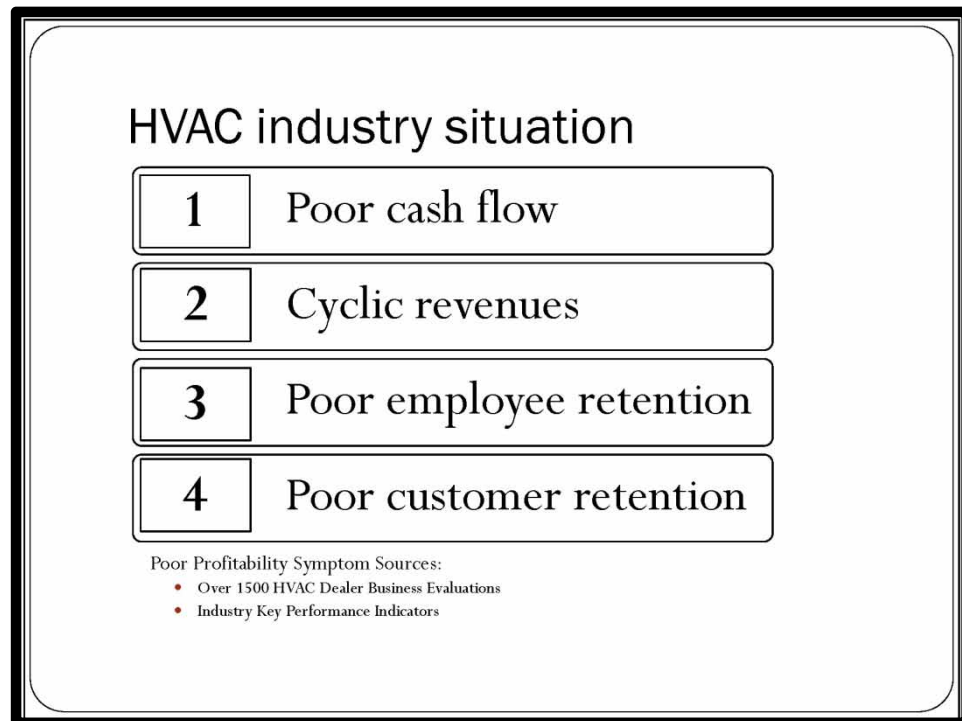 HVAC industry situation
1 Poor cash flow
2 Cyclic revenues
3 Poor employee retention
4 Poor customer retention
Poor Profitability Symptom Sources:
• Over 1500 HVAC Dealer Business Evaluations
• Industry Key Performance Indicators